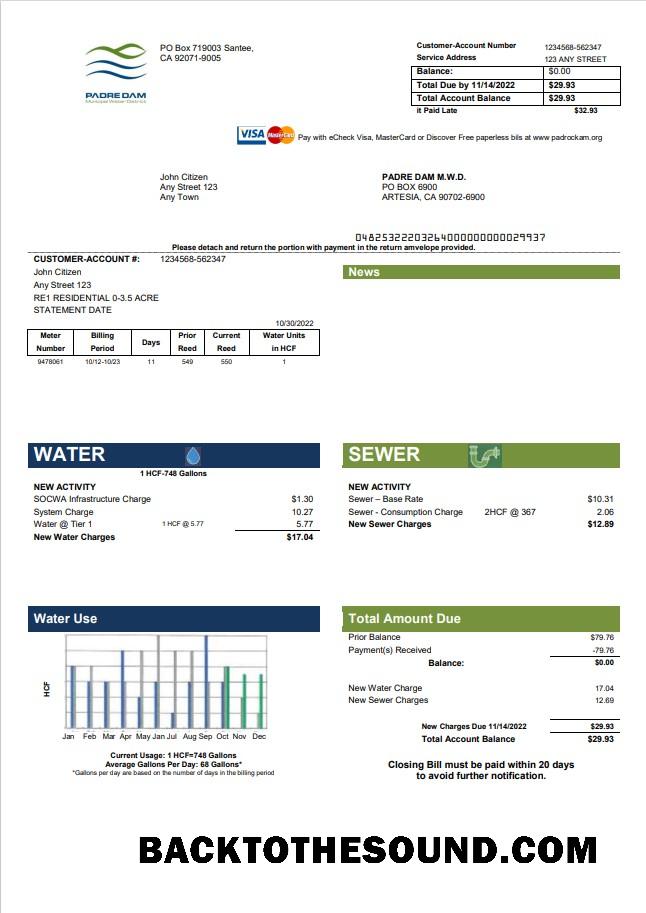 PO Box 719003 Santee,
CA 92071-9005
PADRE DAM
Municipal Water District
Customer-Account Number 1234568-562347
Service Address 123 ANY STREET
Balance: $0.00
Total Due by 11/14/2022 $29.93
Total Account Balance $29.93
it Paid Late $32.93
VISA MasterCard Pay with eCheck Visa, MasterCard or Discover Free paperless bils at www.padrockam.org
John Citizen
Any Street 123
Any Town
PADRE DAM M.W.D.
PO BOX 6900
ARTESIA, CA 90702-6900
Please detach and return the portion with payment in the return amvelope provided.
CUSTOMER-ACCOUNT #: 1234568-562347
John Citizen
Any Street 123
RE1 RESIDENTIAL 0-3.5 ACRE
STATEMENT DATE
10/30/2022
News
Meter Number Billing Period Days Prior Reed Current Reed Water Units in HCF
9478061 10/12-10/23 11 549 550 1
WATER
1 HCF-748 Gallons
NEW ACTIVITY
SOCWA Infrastructure Charge $1.30
System Charge 10.27
Water @ Tier 1 1 HCF @ 5.77 5.77
New Water Charges $17.04
SEWER
NEW ACTIVITY
Sewer – Base Rate $10.31
Sewer - Consumption Charge 2HCF @ 367 2.06
New Sewer Charges $12.89
Water Use
HCF
Jan Feb Mar Apr May Jan Jul Aug Sep Oct Nov Dec
Current Usage: 1 HCF=748 Gallons
Average Gallons Per Day: 68 Gallons*
*Gallons per day are based on the number of days in the billing period
Total Amount Due
Prior Balance $79.76
Payment(s) Received -79.76
Balance: $0.00
New Water Charge 17.04
New Sewer Charges 12.69
New Charges Due 11/14/2022 $29.93
Total Account Balance $29.93
Closing Bill must be paid within 20 days
to avoid further notification.
BACKTOTHESOUND.COM